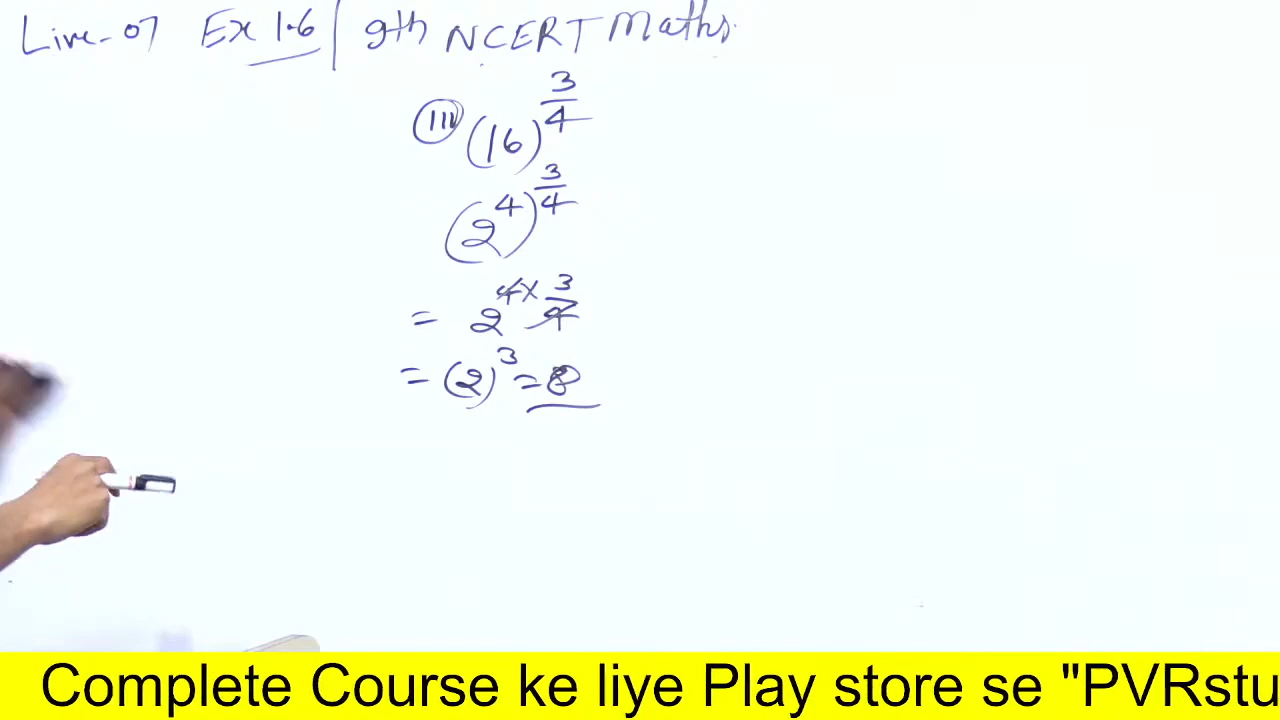 Live-07 Ex 1.6 | 9th NCERT Maths.
(iii) (16)^(3/4)
(2^4)^(3/4)
= 2^(4×3/4)
= (2)^3 = 8
Complete Course ke liye Play store se "PVRstu